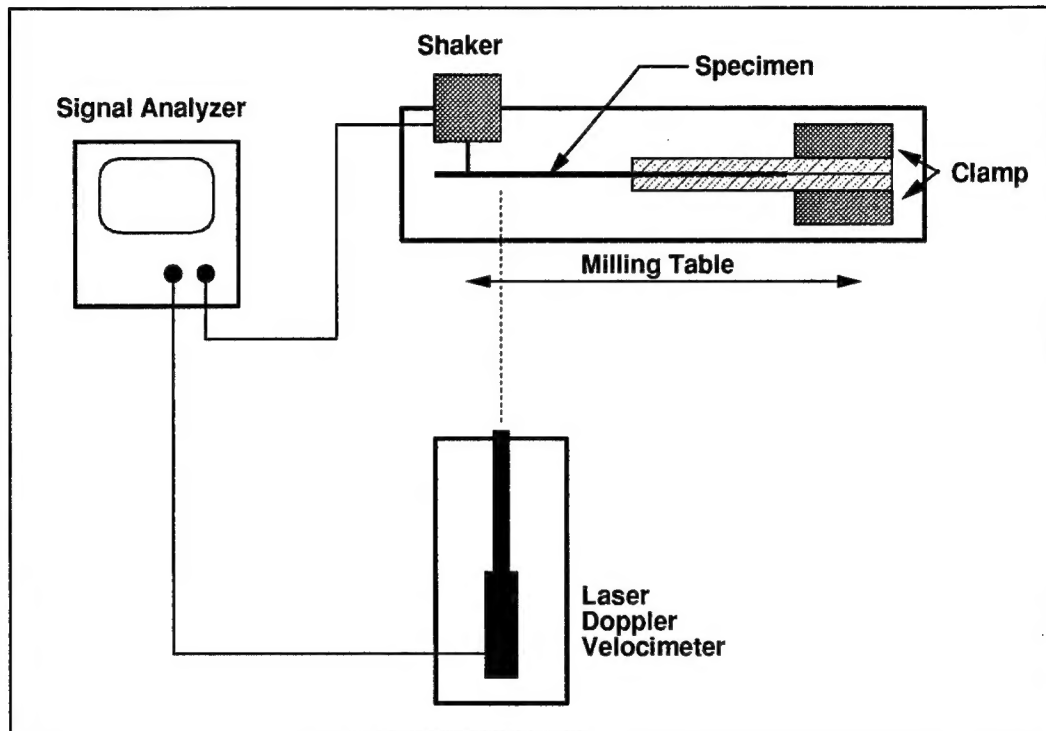 Shaker
Specimen
Signal Analyzer
Clamp
Milling Table
Laser
Doppler
Velocimeter